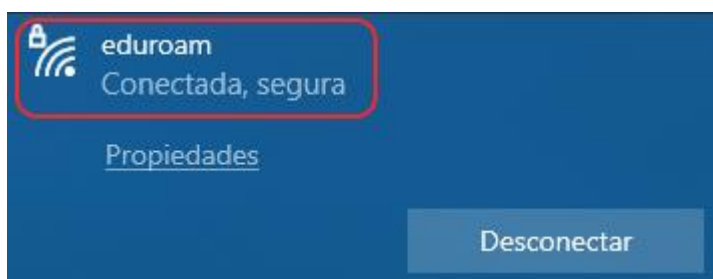 eduroam
Conectada, segura
Propiedades
Desconectar